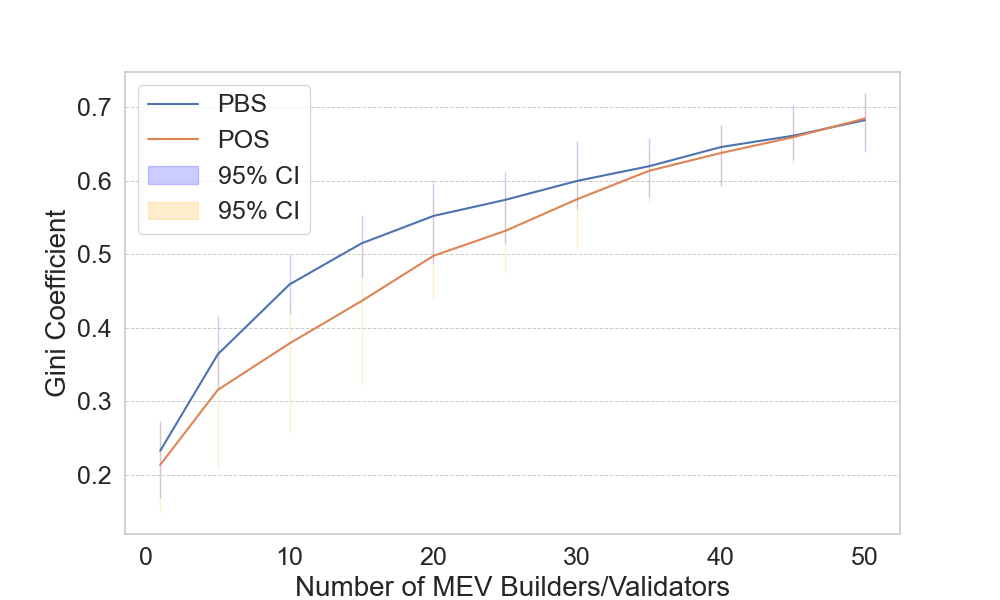 PBS
POS
95% CI
95% CI
Gini Coefficient
0.7
0.6
0.5
0.4
0.3
0.2
0 10 20 30 40 50
Number of MEV Builders/Validators